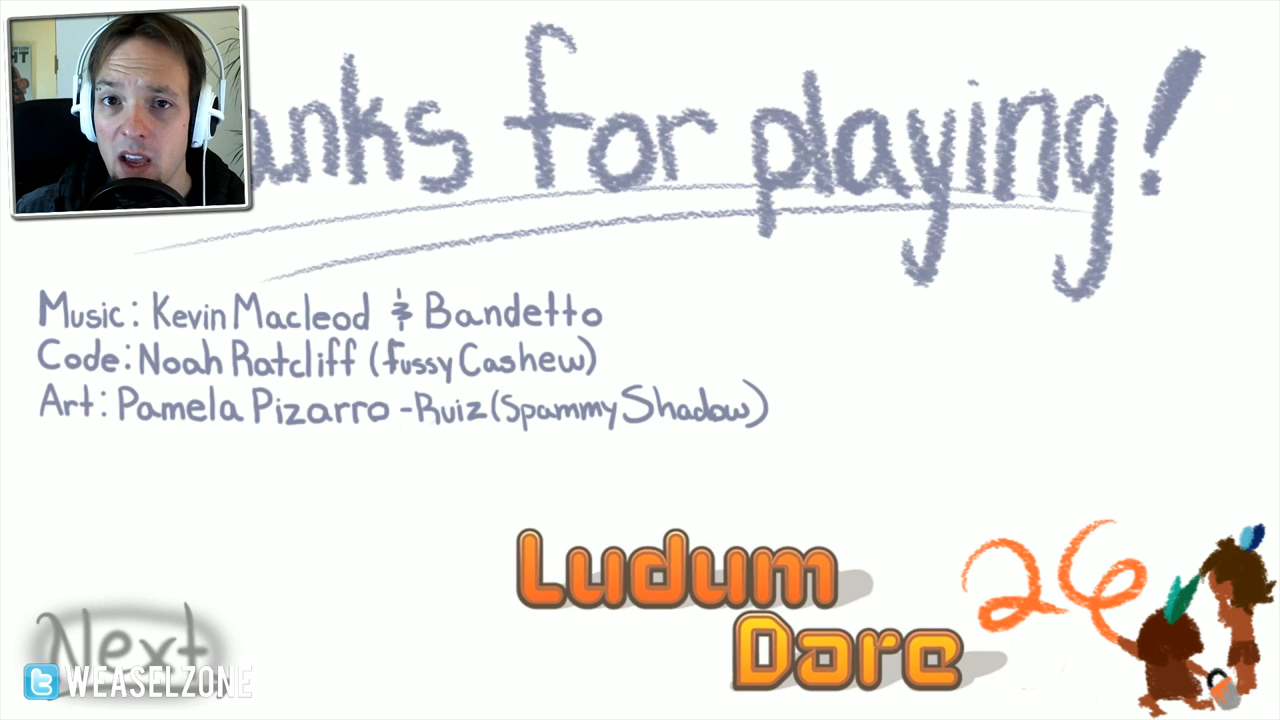 anks for playing!
Music: Kevin Macleod & Bandetto
Code: Noah Ratcliff (fussy Cashew)
Art: Pamela Pizarro-Ruiz (Spammy Shadow)
Ludum
Dare
26
Next
WEASELZONE